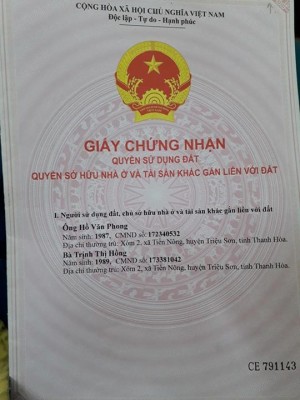 CỘNG HÒA XÃ HỘI CHỦ NGHĨA VIỆT NAM
Độc lập - Tự do - Hạnh phúc
GIẤY CHỨNG NHẬN
QUYỀN SỬ DỤNG ĐẤT
QUYỀN SỞ HỮU NHÀ Ở VÀ TÀI SẢN KHÁC GẮN LIỀN VỚI ĐẤT
I. Người sử dụng đất, chủ sở hữu nhà ở và tài sản khác gắn liền với đất
Ông Hồ Văn Phong
Năm sinh: 1987, CMND số: 172340532
Địa chỉ thường trú: Xóm 2, xã Tiến Nông, huyện Triệu Sơn, tỉnh Thanh Hóa.
Bà Trịnh Thị Hồng
Năm sinh: 1989, CMND số: 173381042
Địa chỉ thường trú: Xóm 2, xã Tiến Nông, huyện Triệu Sơn, tỉnh Thanh Hóa.
CE 791143